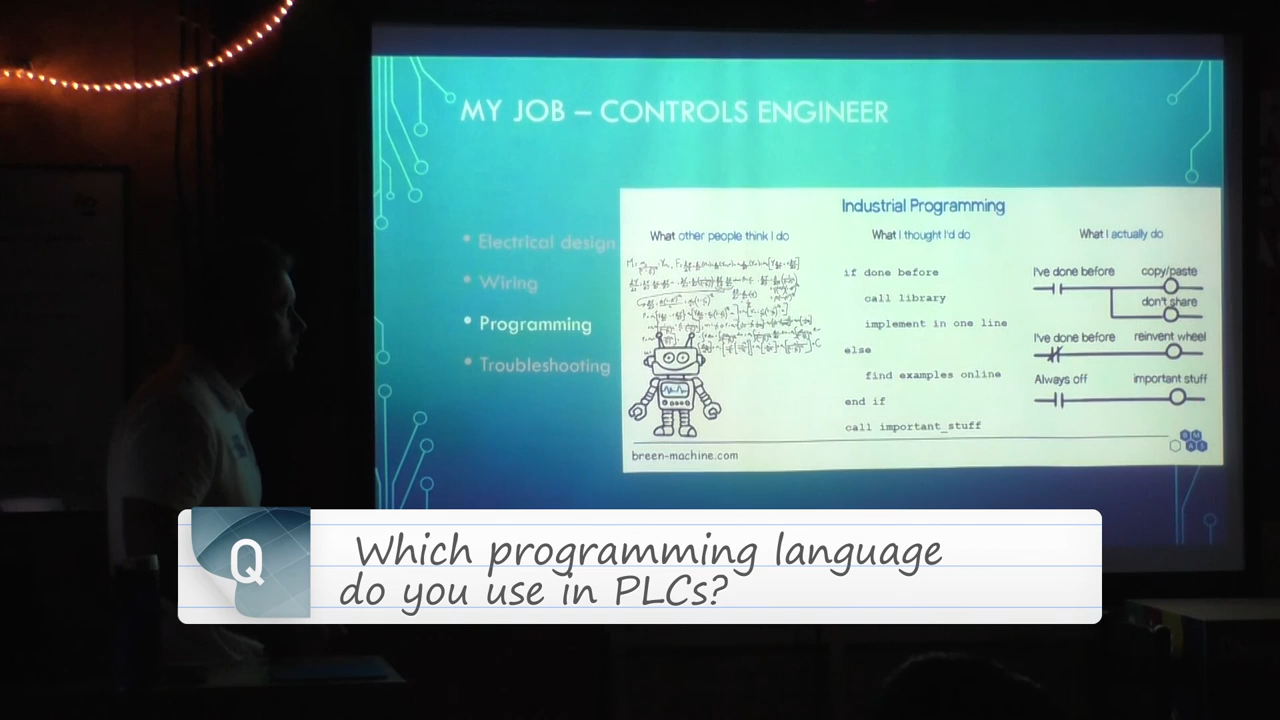 MY JOB – CONTROLS ENGINEER
• Electrical design
• Wiring
• Programming
• Troubleshooting
Industrial Programming
What other people think I do
What I thought I'd do
if done before
call library
implement in one line
else
find examples online
end if
call important_stuff
What I actually do
I've done before copy/paste
don't share
I've done before reinvent wheel
Always off important stuff
breen-machine.com
Q
Which programming language
do you use in PLCs?